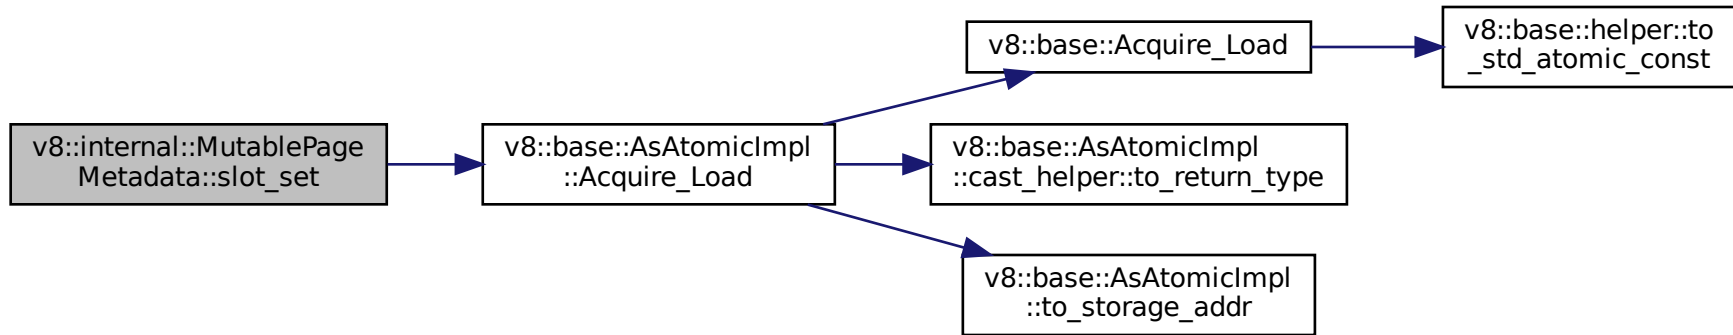 v8::internal::MutablePage
Metadata::slot_set
v8::base::AsAtomicImpl
::Acquire_Load
v8::base::Acquire_Load
v8::base::helper::to
_std_atomic_const
v8::base::AsAtomicImpl
::cast_helper::to_return_type
v8::base::AsAtomicImpl
::to_storage_addr